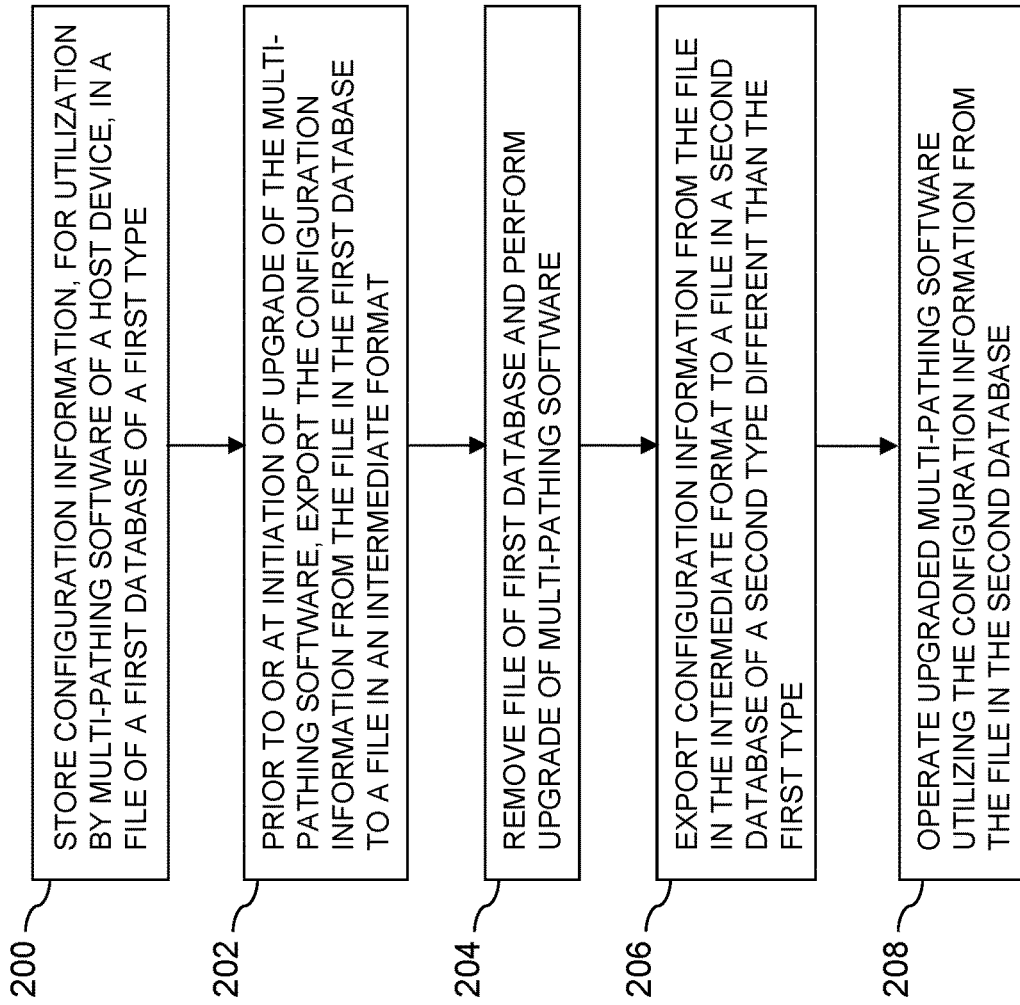 200
STORE CONFIGURATION INFORMATION, FOR UTILIZATION
BY MULTI-PATHING SOFTWARE OF A HOST DEVICE, IN A
FILE OF A FIRST DATABASE OF A FIRST TYPE
202
PRIOR TO OR AT INITIATION OF UPGRADE OF THE MULTI-
PATHING SOFTWARE, EXPORT THE CONFIGURATION
INFORMATION FROM THE FILE IN THE FIRST DATABASE
TO A FILE IN AN INTERMEDIATE FORMAT
204
REMOVE FILE OF FIRST DATABASE AND PERFORM
UPGRADE OF MULTI-PATHING SOFTWARE
206
EXPORT CONFIGURATION INFORMATION FROM THE FILE
IN THE INTERMEDIATE FORMAT TO A FILE IN A SECOND
DATABASE OF A SECOND TYPE DIFFERENT THAN THE
FIRST TYPE
208
OPERATE UPGRADED MULTI-PATHING SOFTWARE
UTILIZING THE CONFIGURATION INFORMATION FROM
THE FILE IN THE SECOND DATABASE